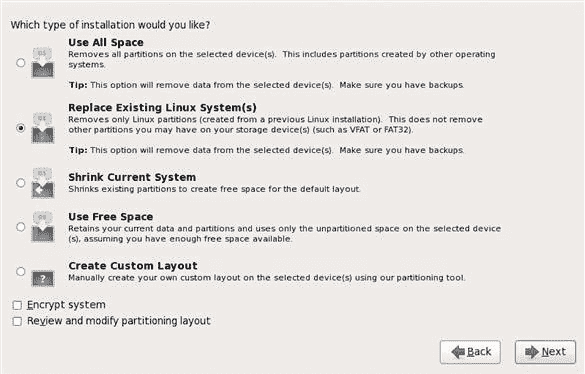 Which type of installation would you like?
Use All Space
Removes all partitions on the selected device(s). This includes partitions created by other operating
systems.
Tip: This option will remove data from the selected device(s). Make sure you have backups.
Replace Existing Linux System(s)
Removes only Linux partitions (created from a previous Linux installation). This does not remove
other partitions you may have on your storage device(s) (such as VFAT or FAT32).
Tip: This option will remove data from the selected device(s). Make sure you have backups.
Shrink Current System
Shrinks existing partitions to create free space for the default layout.
Use Free Space
Retains your current data and partitions and uses only the unpartitioned space on the selected device
(s), assuming you have enough free space available.
Create Custom Layout
Manually create your own custom layout on the selected device(s) using our partitioning tool.
?
Encrypt system
Review and modify partitioning layout
Back
Next